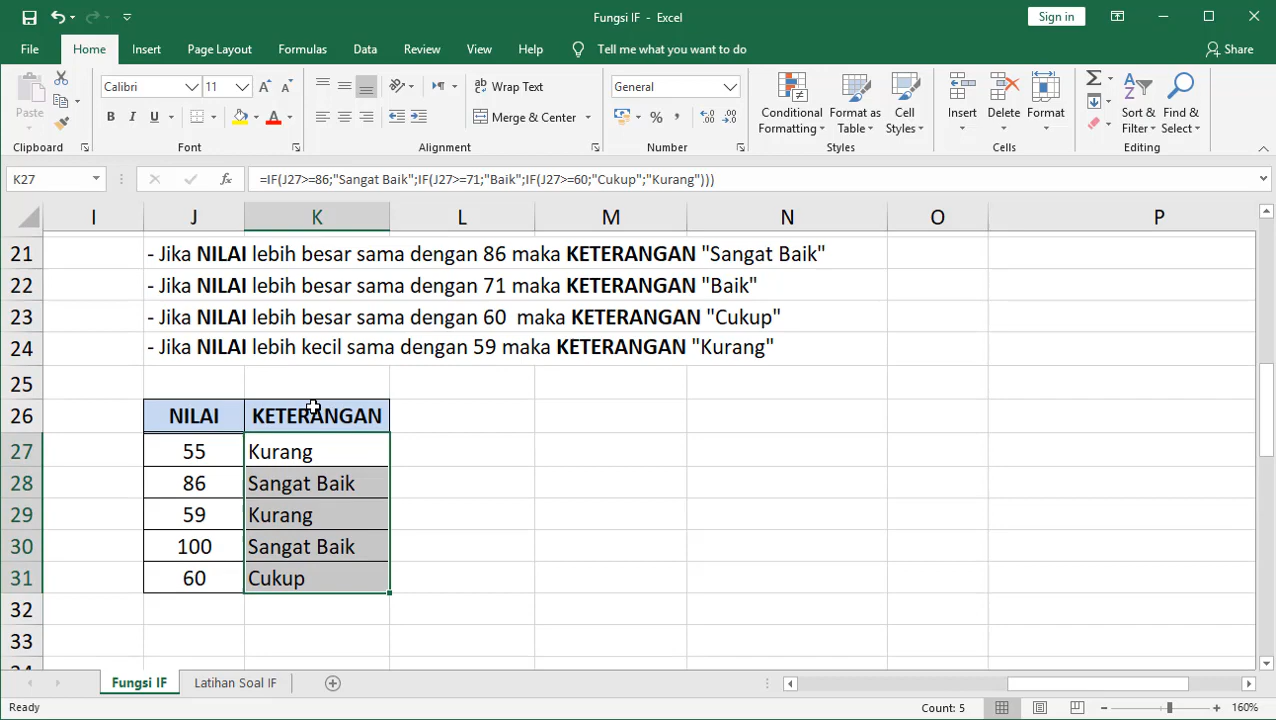 Fungsi IF - Excel
Sign in
File Home Insert Page Layout Formulas Data Review View Help Tell me what you want to do Share
Paste
Calibri 11
B I U
Wrap Text
Merge & Center
General
Conditional Formatting
Format as Table
Cell Styles
Insert
Delete
Format
Sort & Filter
Find & Select
Clipboard Font Alignment Number Styles Cells Editing
K27 fx =IF(J27>=86;"Sangat Baik";IF(J27>=71;"Baik";IF(J27>=60;"Cukup";"Kurang")))
I J K L M N O P
21 - Jika NILAI lebih besar sama dengan 86 maka KETERANGAN "Sangat Baik"
22 - Jika NILAI lebih besar sama dengan 71 maka KETERANGAN "Baik"
23 - Jika NILAI lebih besar sama dengan 60 maka KETERANGAN "Cukup"
24 - Jika NILAI lebih kecil sama dengan 59 maka KETERANGAN "Kurang"
25
26 NILAI KETERANGAN
27 55 Kurang
28 86 Sangat Baik
29 59 Kurang
30 100 Sangat Baik
31 60 Cukup
32
33
Fungsi IF Latihan Soal IF
Ready Count: 5 160%